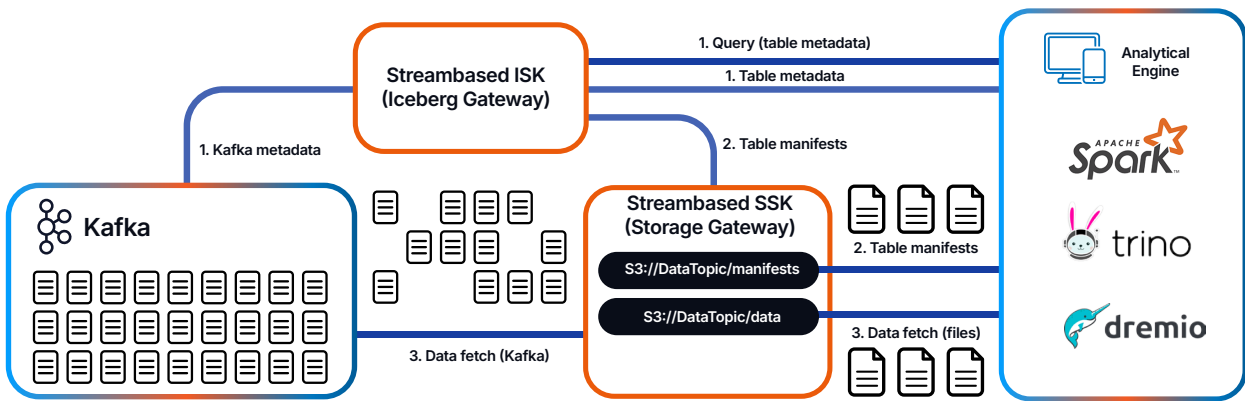 1. Query (table metadata)
Streambased ISK
(Iceberg Gateway)
1. Table metadata
Analytical
Engine
1. Kafka metadata
2. Table manifests
APACHE
Spark
TM
Kafka
Streambased SSK
(Storage Gateway)
2. Table manifests
trino
S3://DataTopic/manifests
S3://DataTopic/data
3. Data fetch (Kafka)
3. Data fetch (files)
dremio